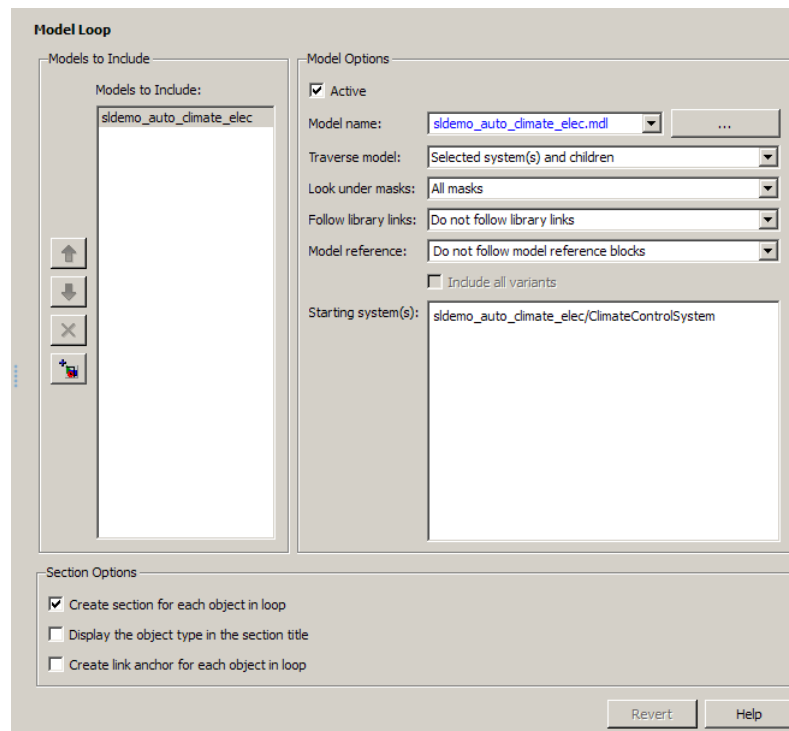 Model Loop
Models to Include
Models to Include:
sldemo_auto_climate_elec
Model Options
Active
Model name: sldemo_auto_climate_elec.mdl ...
Traverse model: Selected system(s) and children
Look under masks: All masks
Follow library links: Do not follow library links
Model reference: Do not follow model reference blocks
Include all variants
Starting system(s): sldemo_auto_climate_elec/ClimateControlSystem
Section Options
Create section for each object in loop
Display the object type in the section title
Create link anchor for each object in loop
Revert Help